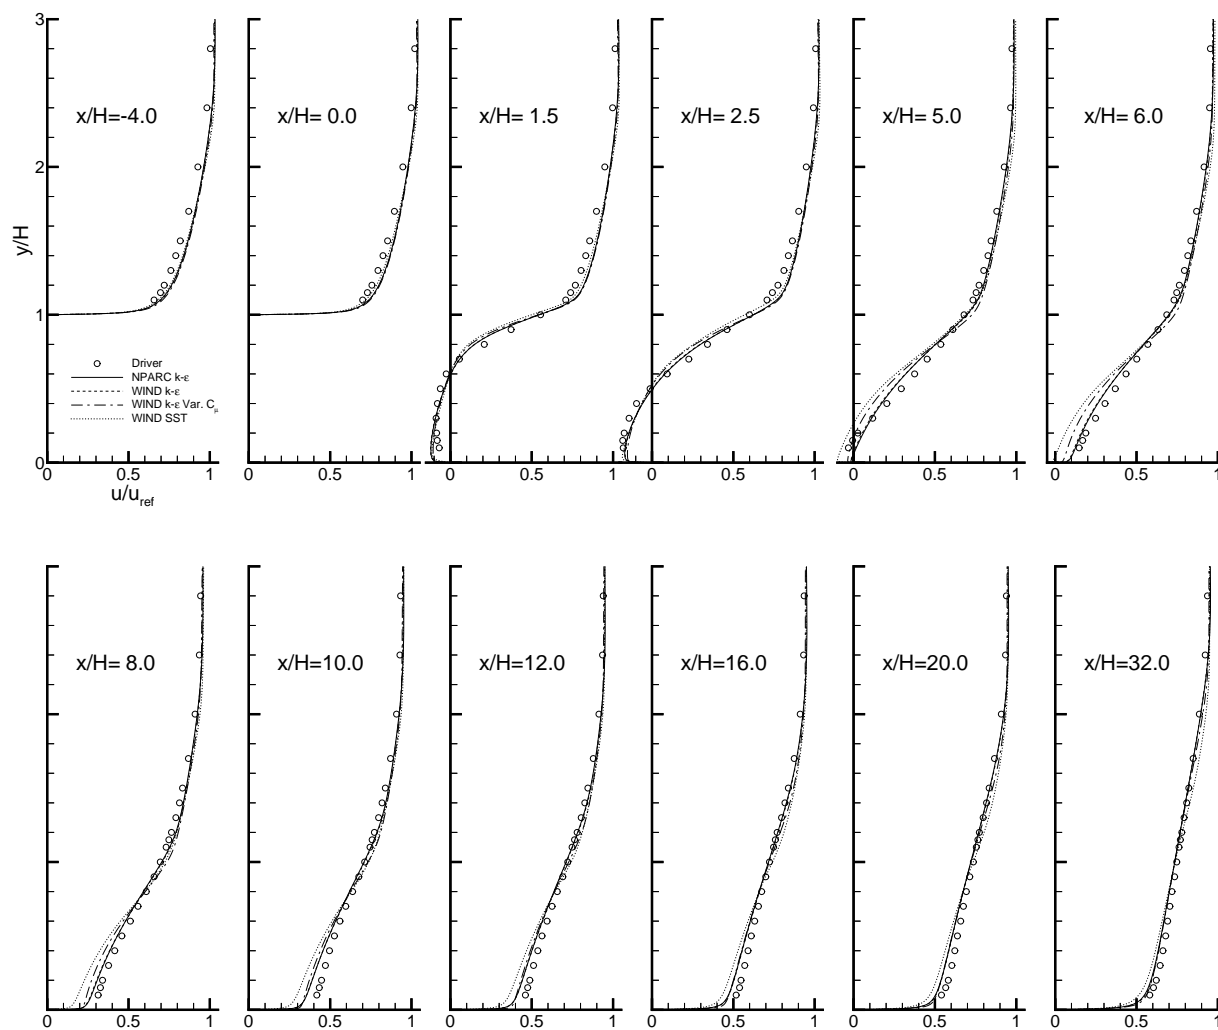 3
x/H=-4.0
x/H= 0.0
x/H= 1.5
x/H= 2.5
x/H= 5.0
x/H= 6.0
2
y/H
1
Driver
NPARC k-ε
WIND k-ε
WIND k-ε Var. Cμ
WIND SST
0
0 0.5 1 0 0.5 1 0 0.5 1 0 0.5 1 0 0.5 1 0 0.5 1
u/uref
x/H= 8.0
x/H=10.0
x/H=12.0
x/H=16.0
x/H=20.0
x/H=32.0
0 0.5 1 0 0.5 1 0 0.5 1 0 0.5 1 0 0.5 1 0 0.5 1